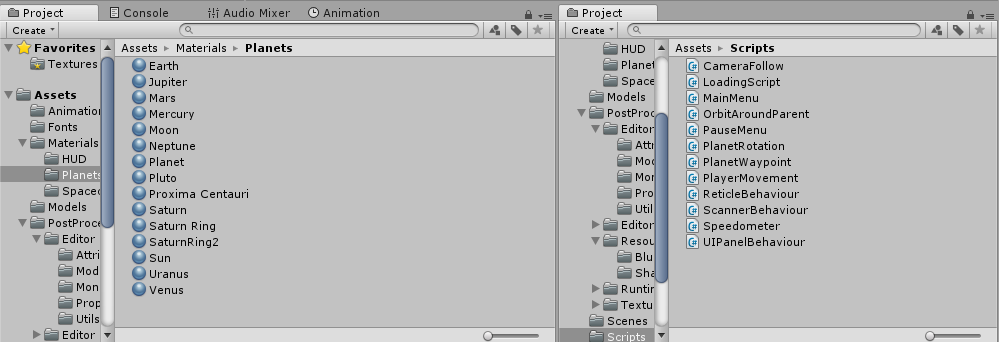 Project Console Audio Mixer Animation
Create
Favorites
Textures
Assets
Animation
Fonts
Materials
HUD
Planets
Spaced
Models
PostProce
Editor
Attri
Mod
Mon
Prop
Utils
Editor
Assets ▸ Materials ▸ Planets
Earth
Jupiter
Mars
Mercury
Moon
Neptune
Planet
Pluto
Proxima Centauri
Saturn
Saturn Ring
SaturnRing2
Sun
Uranus
Venus
Project
Create
HUD
Planet
Space
Models
PostProc
Editor
Attr
Mod
Mor
Pro
Util
Editor
Resou
Blu
Sha
Runtin
Textu
Scenes
Scripts
Assets ▸ Scripts
CameraFollow
LoadingScript
MainMenu
OrbitAroundParent
PauseMenu
PlanetRotation
PlanetWaypoint
PlayerMovement
ReticleBehaviour
ScannerBehaviour
Speedometer
UIPanelBehaviour